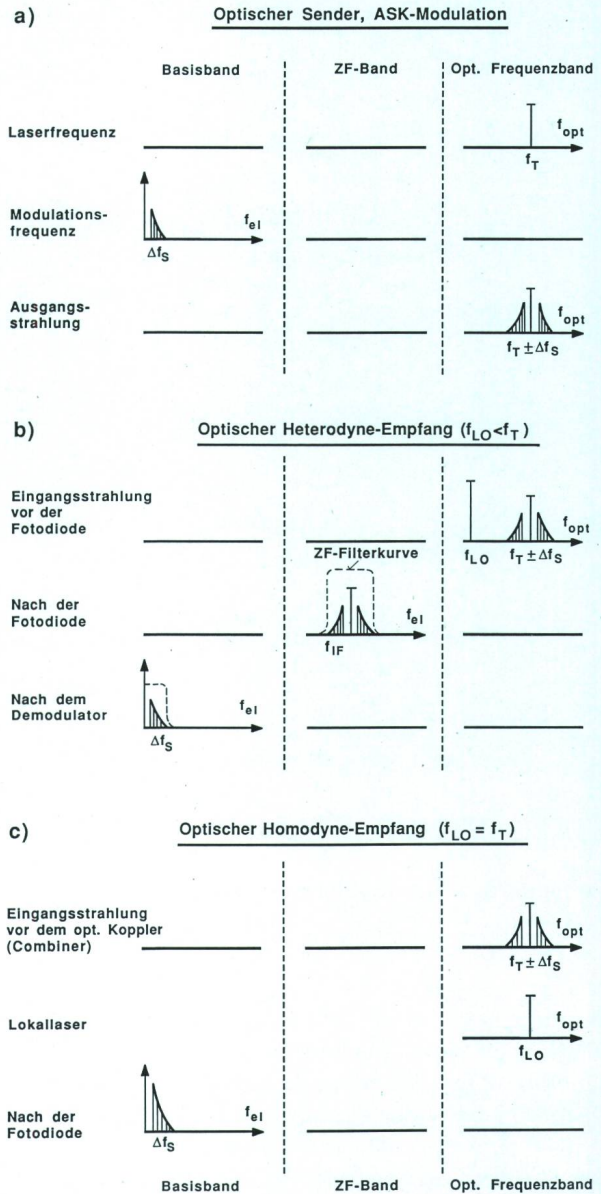 a) Optischer Sender, ASK-Modulation
Basisband ZF-Band Opt. Frequenzband
Laserfrequenz
f_opt
f_T
Modulations-
frequenz
f_el
Δf_S
Ausgangs-
strahlung
f_opt
f_T ± Δf_S
b) Optischer Heterodyne-Empfang (f_LO<f_T)
Eingangsstrahlung
vor der
Fotodiode
f_opt
f_LO f_T ± Δf_S
ZF-Filterkurve
Nach der
Fotodiode
f_el
f_IF
Nach dem
Demodulator
f_el
Δf_S
c) Optischer Homodyne-Empfang (f_LO = f_T)
Eingangsstrahlung
vor dem opt. Koppler
(Combiner)
f_opt
f_T ± Δf_S
Lokallaser
f_opt
f_LO
Nach der
Fotodiode
f_el
Δf_S
Basisband ZF-Band Opt. Frequenzband